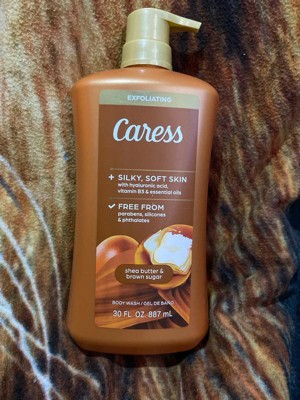 EXFOLIATING
Caress
+ SILKY, SOFT SKIN
with hyaluronic acid,
vitamin B3 & essential oils
✓ FREE FROM
parabens, silicones
& phthalates
shea butter &
brown sugar
BODY WASH / GEL DE BAÑO
30 FL OZ 887 mL